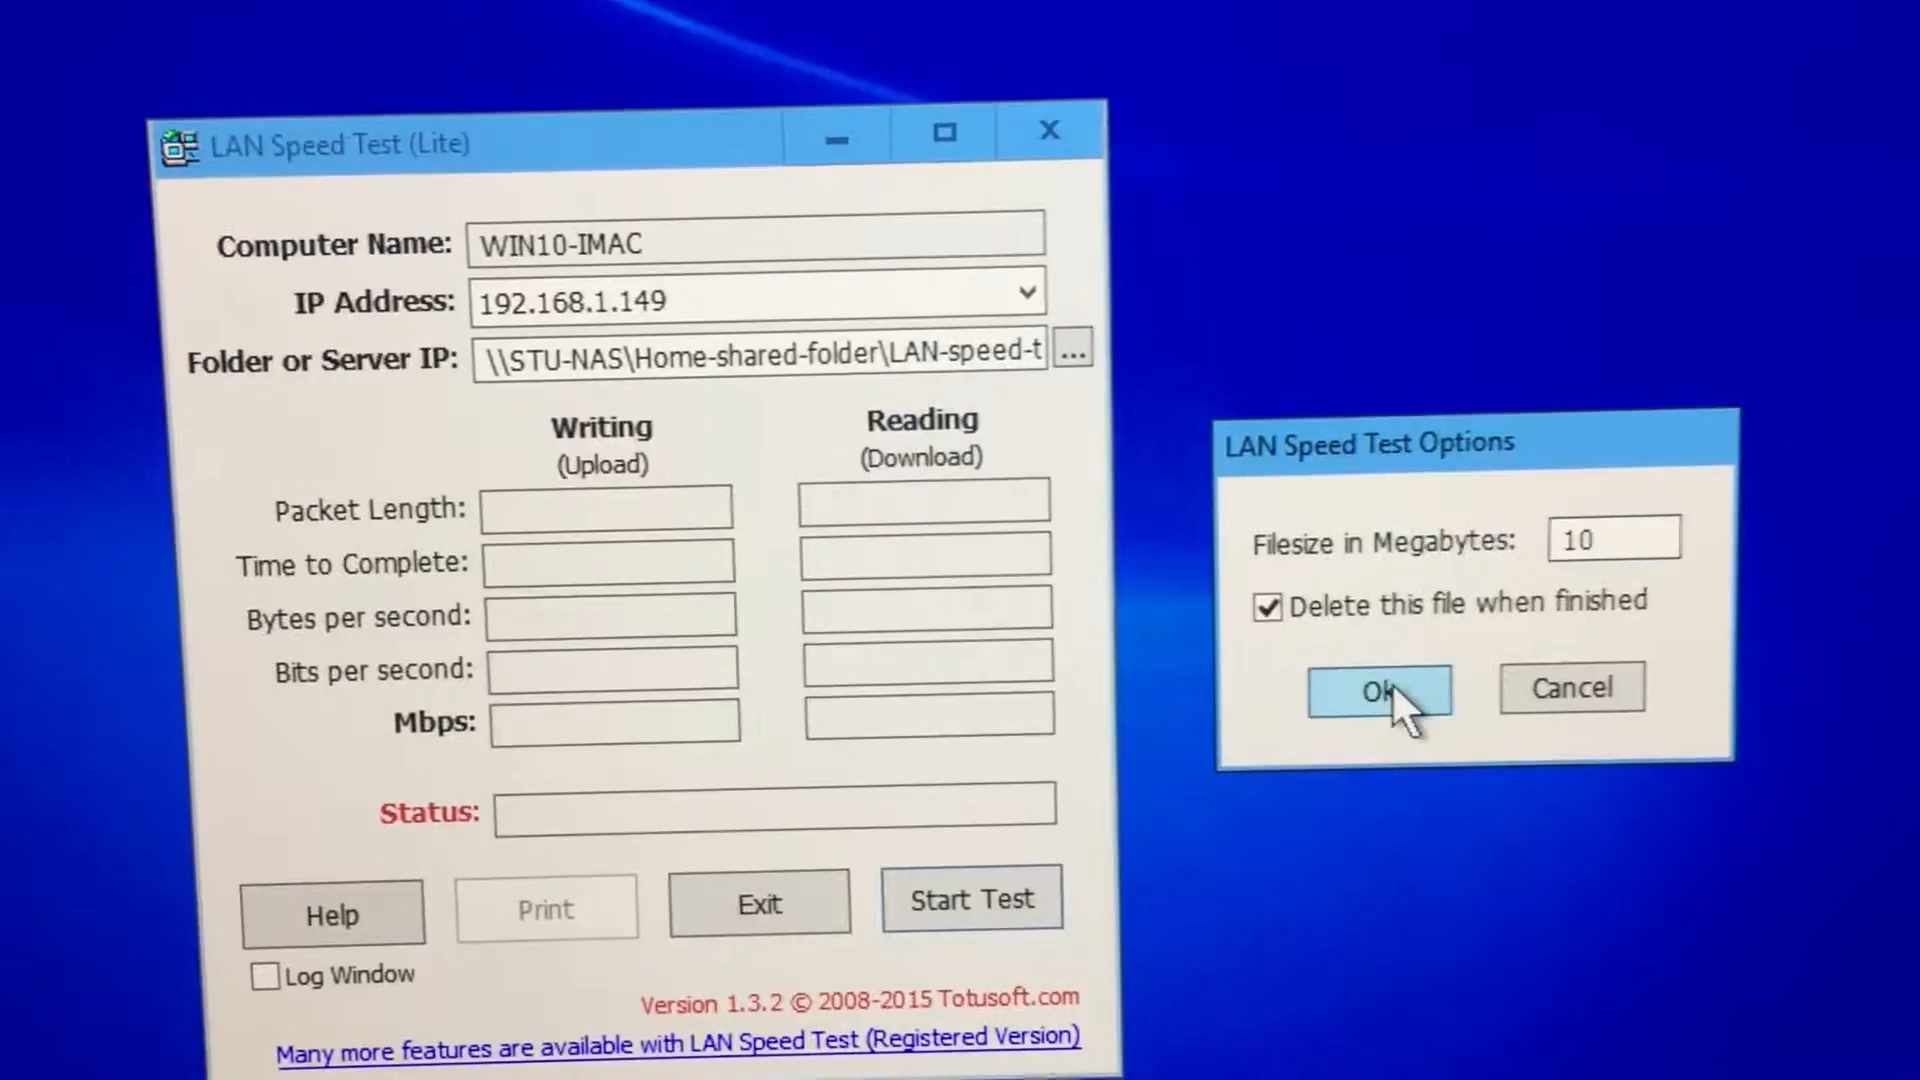 LAN Speed Test (Lite)
Computer Name: WIN10-IMAC
IP Address: 192.168.1.149
Folder or Server IP: \\STU-NAS\Home-shared-folder\LAN-speed-t ...
Writing Reading
(Upload) (Download)
Packet Length:
Time to Complete:
Bytes per second:
Bits per second:
Mbps:
Status:
Help Print Exit Start Test
Log Window
Version 1.3.2 © 2008-2015 Totusoft.com
Many more features are available with LAN Speed Test (Registered Version)
LAN Speed Test Options
Filesize in Megabytes: 10
Delete this file when finished
Ok Cancel